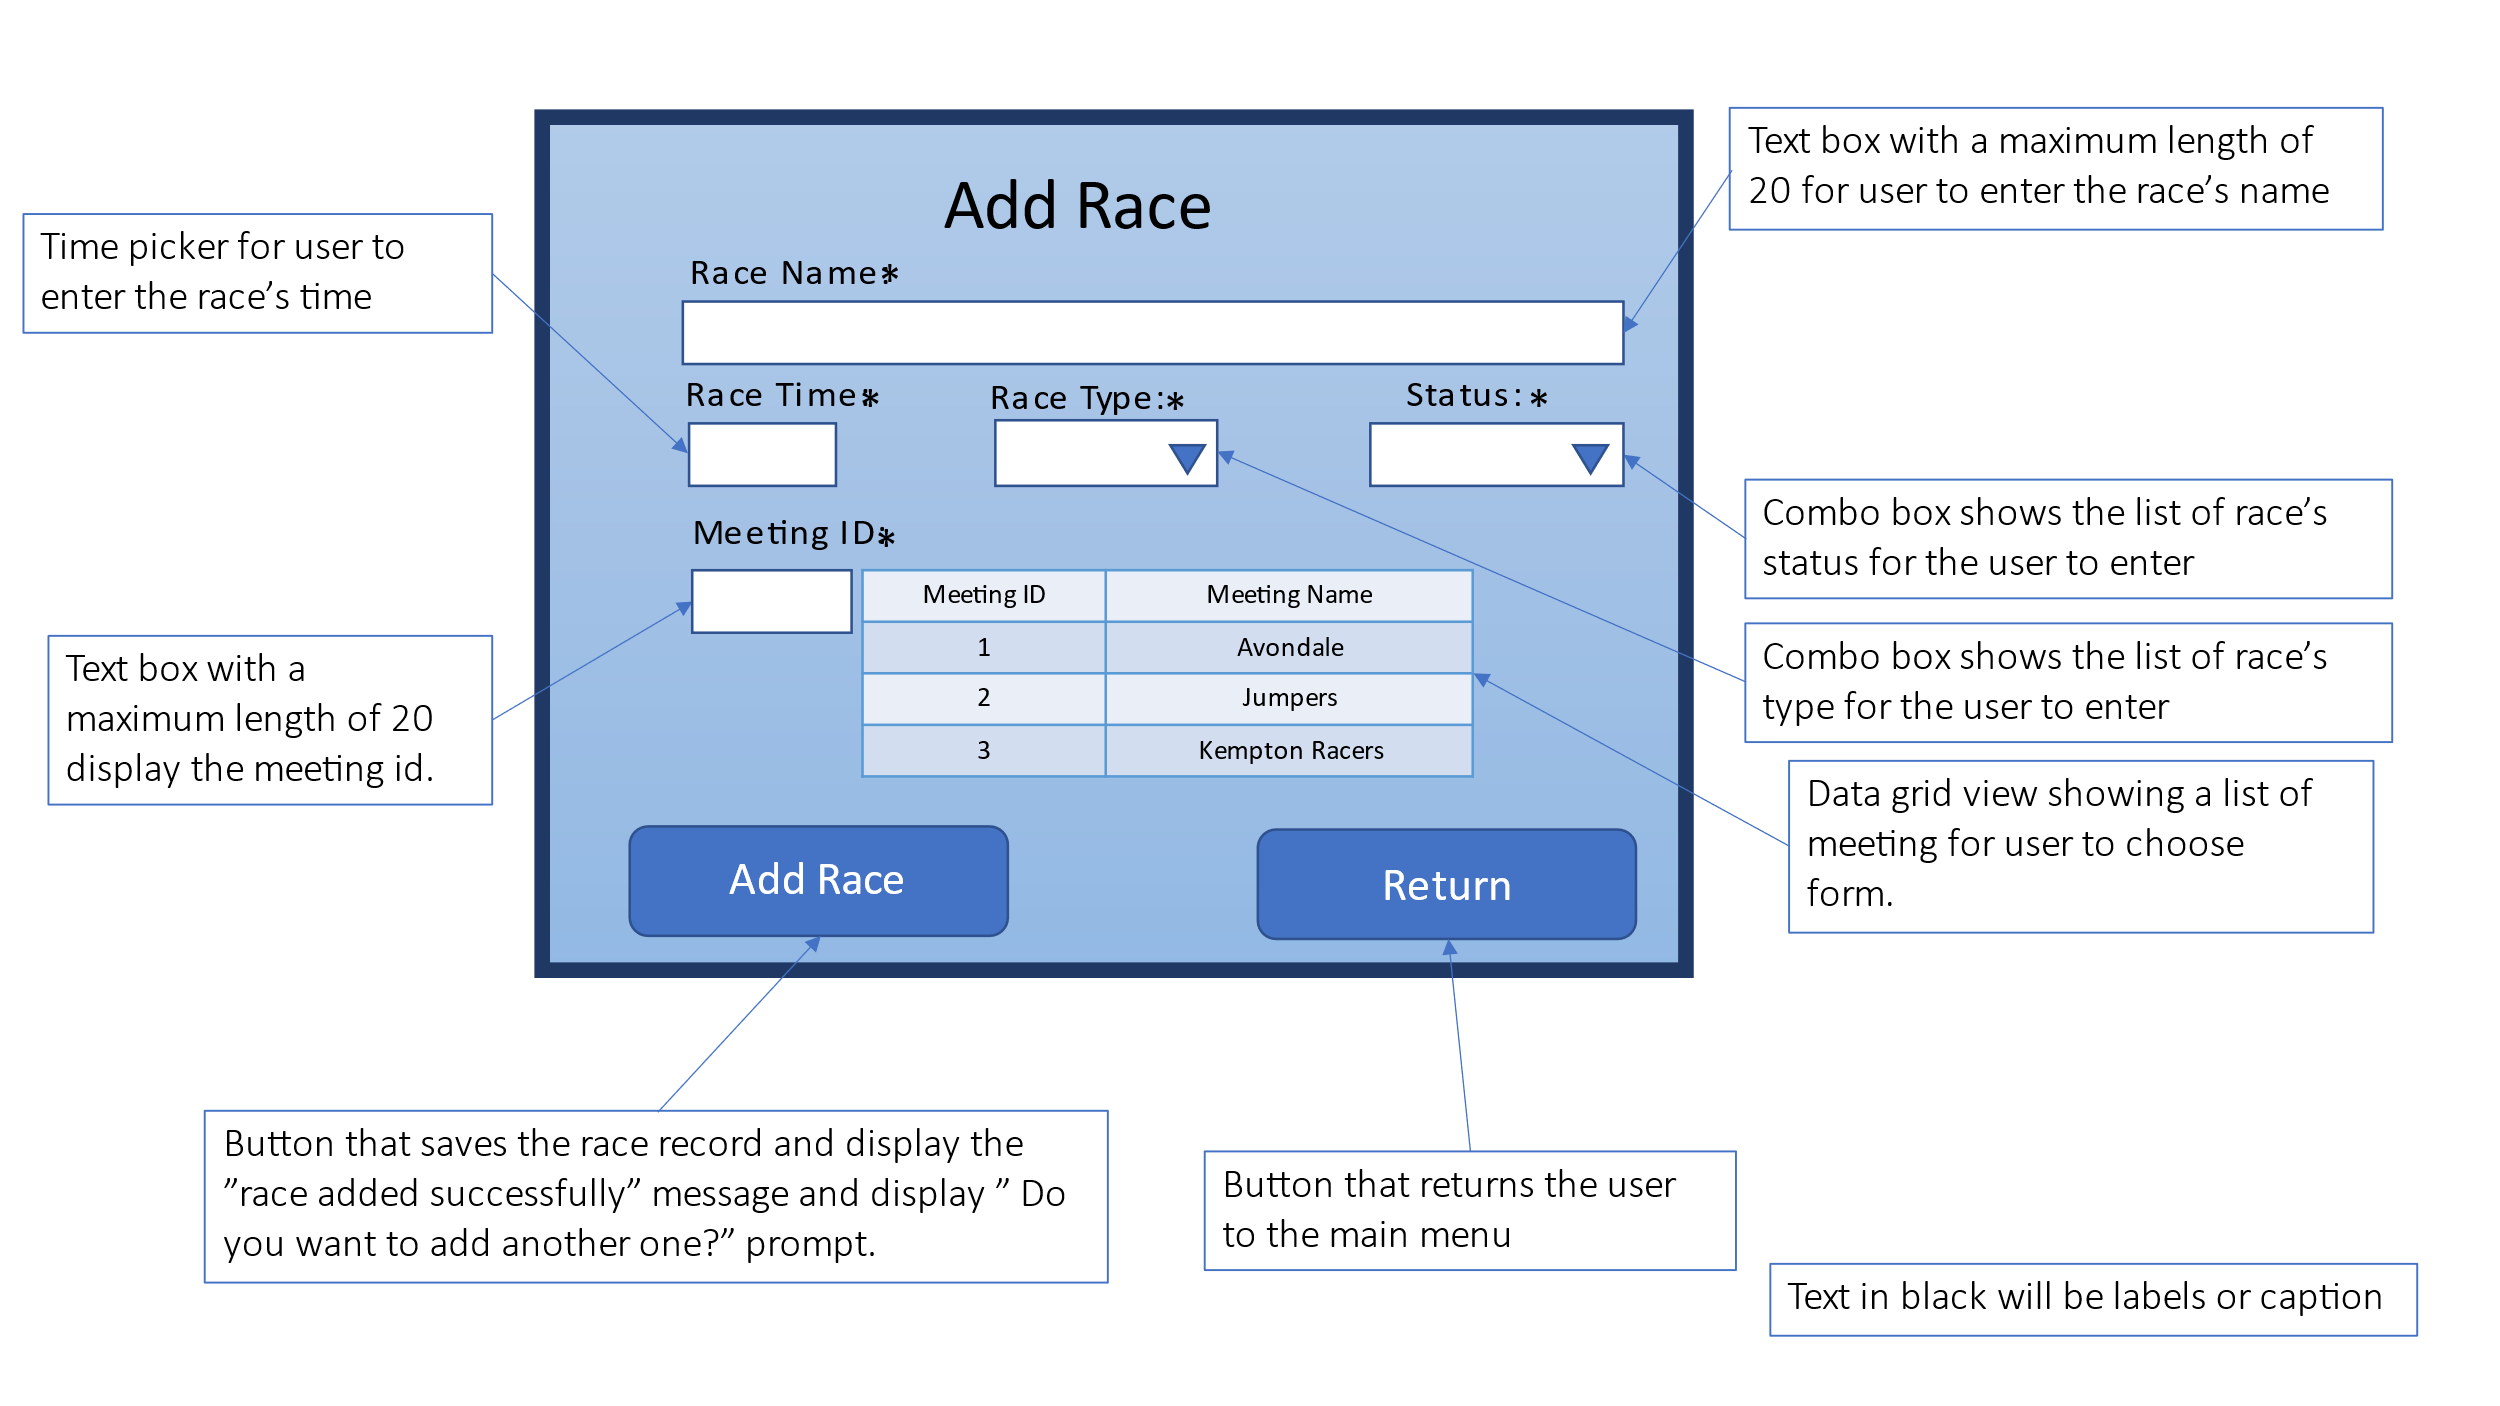 Text box with a maximum length of
20 for user to enter the race’s name
Add Race
Time picker for user to
enter the race’s time
Race Name:*
Race Time:*
Race Type:*
Status: *
Combo box shows the list of race’s
status for the user to enter
Meeting ID:*
Meeting ID Meeting Name
1 Avondale
2 Jumpers
3 Kempton Racers
Text box with a
maximum length of 20
display the meeting id.
Combo box shows the list of race’s
type for the user to enter
Data grid view showing a list of
meeting for user to choose
form.
Add Race
Return
Button that saves the race record and display the
”race added successfully” message and display ” Do
you want to add another one?” prompt.
Button that returns the user
to the main menu
Text in black will be labels or caption